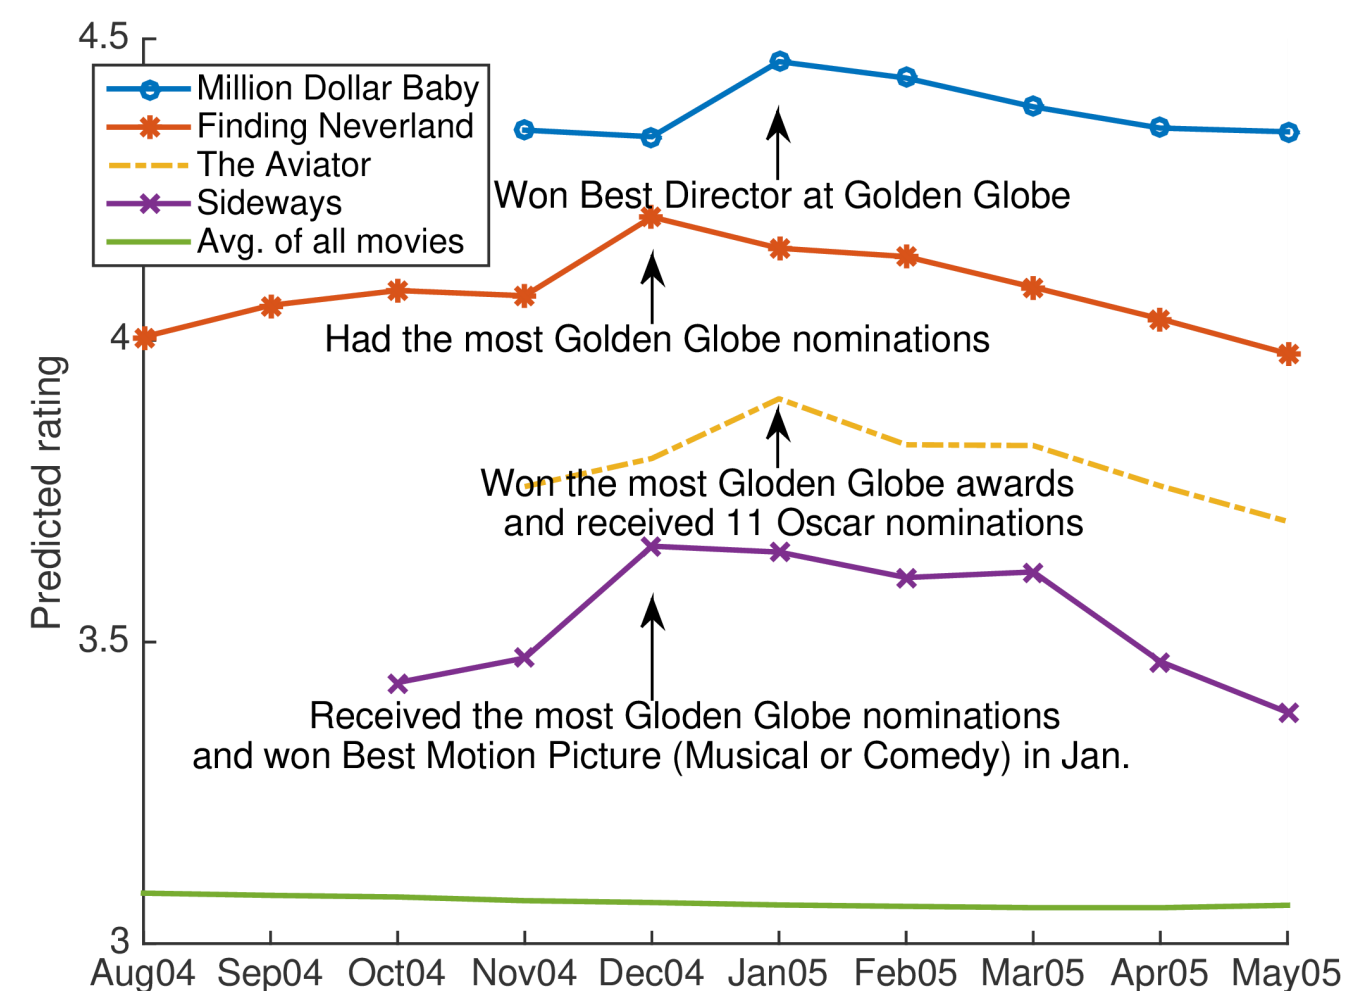 4.5
Million Dollar Baby
Finding Neverland
The Aviator
Sideways
Avg. of all movies
Won Best Director at Golden Globe
Had the most Golden Globe nominations
4
Predicted rating
Won the most Gloden Globe awards
and received 11 Oscar nominations
3.5
Received the most Gloden Globe nominations
and won Best Motion Picture (Musical or Comedy) in Jan.
3
Aug04 Sep04 Oct04 Nov04 Dec04 Jan05 Feb05 Mar05 Apr05 May05